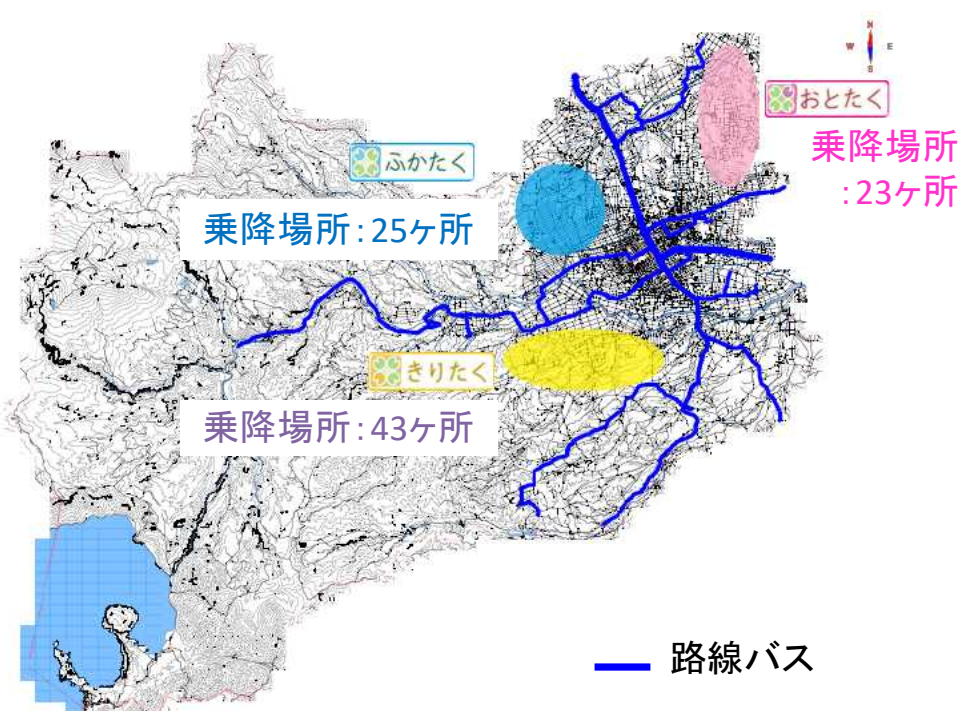 N
W E
S
おとたく
乗降場所
:23ヶ所
ふかたく
乗降場所:25ヶ所
きりたく
乗降場所:43ヶ所
路線バス